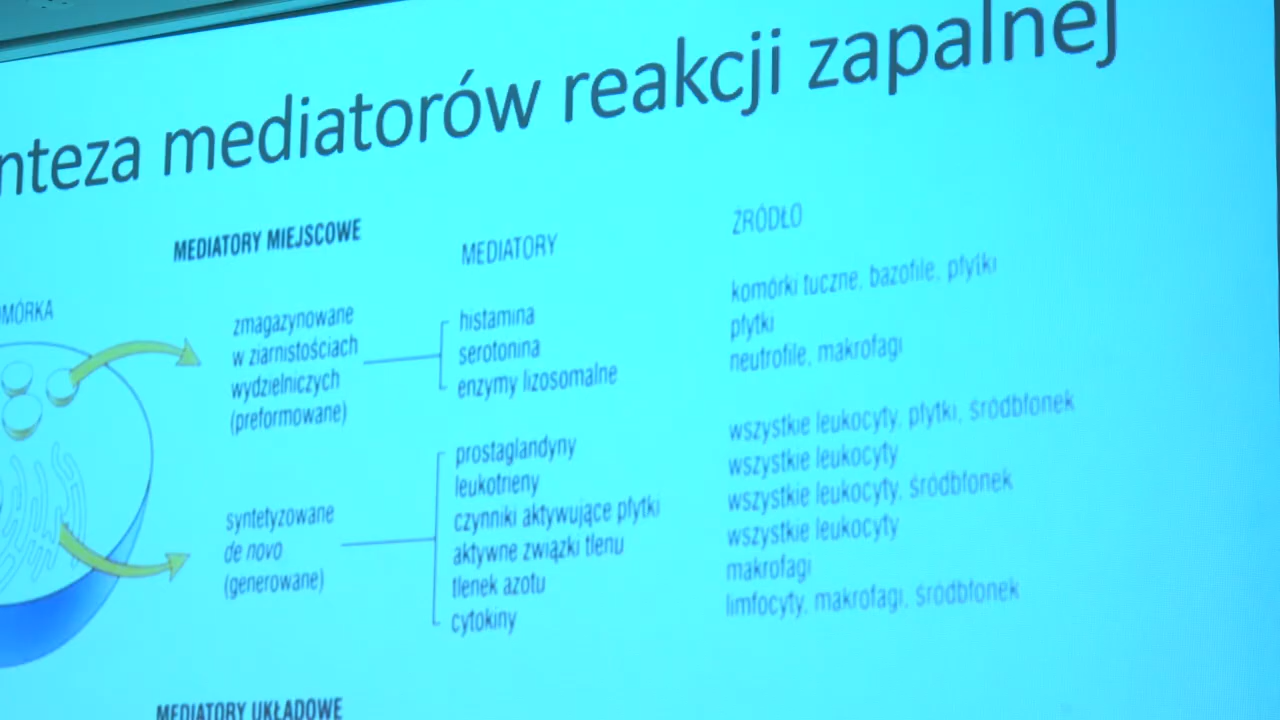 nteza mediatorów reakcji zapalnej
MEDIATORY MIEJSCOWE
MEDIATORY
ŹRÓDŁO
OMÓRKA
zmagazynowane
w ziarnistościach
wydzielniczych
(preformowane)
histamina
serotonina
enzymy lizosomalne
komórki tuczne, bazofile, płytki
płytki
neutrofile, makrofagi
syntetyzowane
de novo
(generowane)
prostaglandyny
leukotrieny
czynniki aktywujące płytki
aktywne związki tlenu
tlenek azotu
cytokiny
wszystkie leukocyty, płytki, śródbłonek
wszystkie leukocyty
wszystkie leukocyty, śródbłonek
wszystkie leukocyty
makrofagi
limfocyty, makrofagi, śródbłonek
MEDIATORY UKŁADOWE